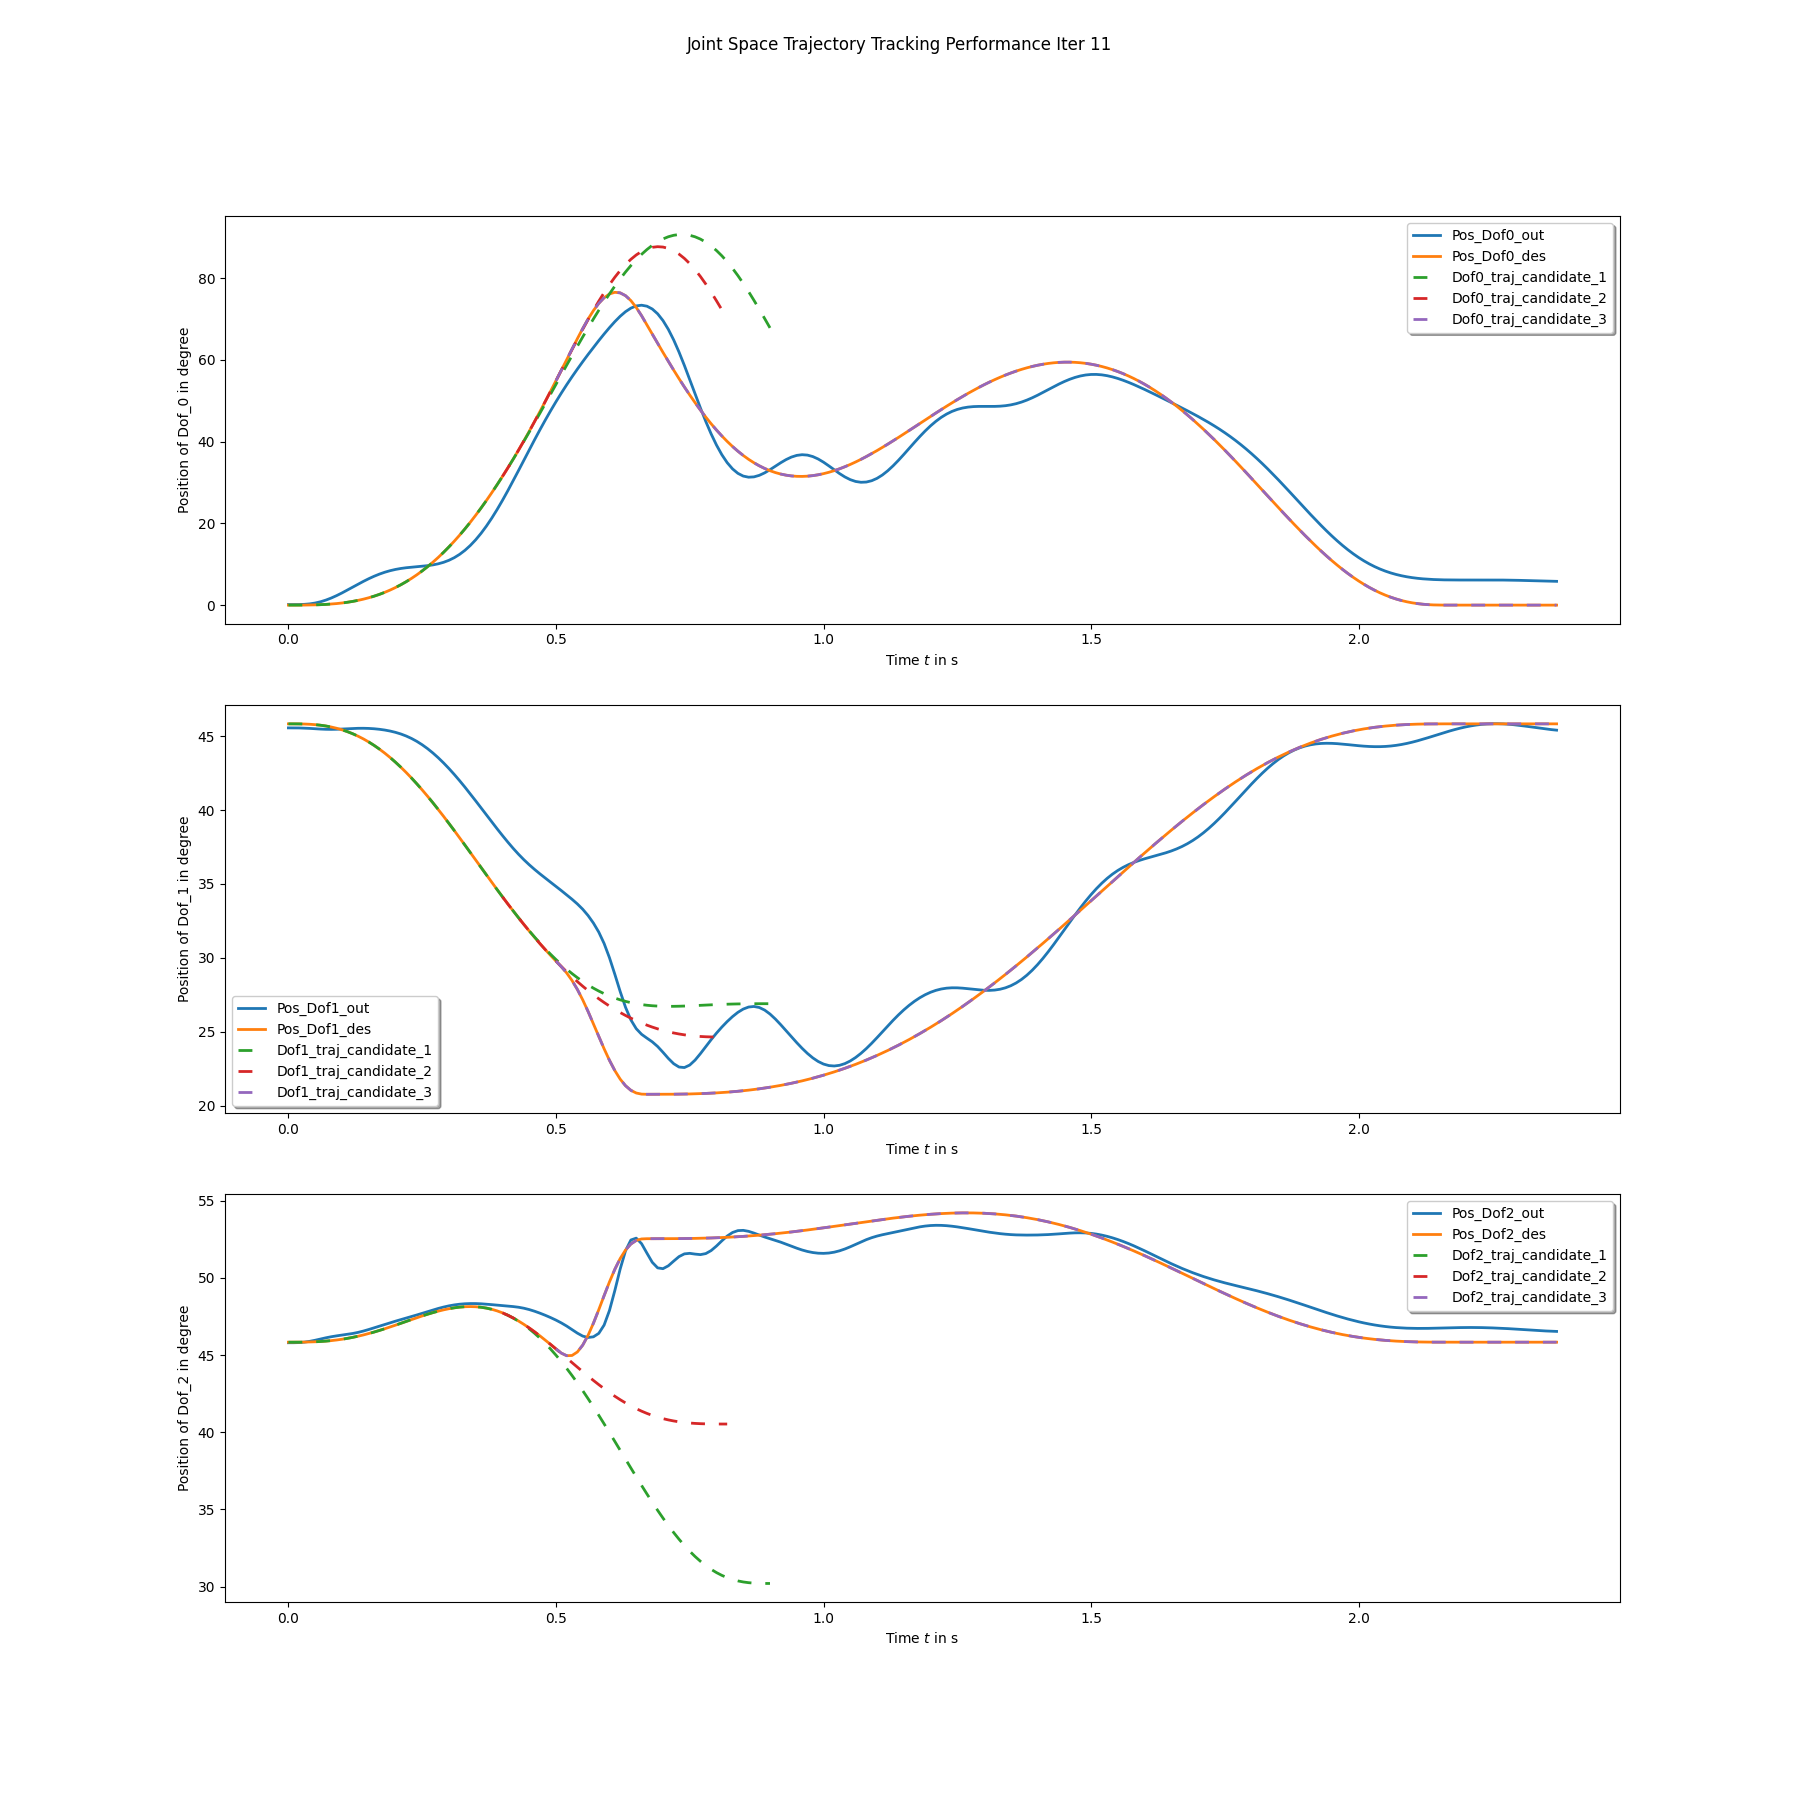 Joint Space Trajectory Tracking Performance Iter 11
Position of Dof_0 in degree
80
60
40
20
0
0.0 0.5 1.0 1.5 2.0
Time t in s
Pos_Dof0_out
Pos_Dof0_des
Dof0_traj_candidate_1
Dof0_traj_candidate_2
Dof0_traj_candidate_3
Position of Dof_1 in degree
45
40
35
30
25
20
0.0 0.5 1.0 1.5 2.0
Time t in s
Pos_Dof1_out
Pos_Dof1_des
Dof1_traj_candidate_1
Dof1_traj_candidate_2
Dof1_traj_candidate_3
Position of Dof_2 in degree
55
50
45
40
35
30
0.0 0.5 1.0 1.5 2.0
Time t in s
Pos_Dof2_out
Pos_Dof2_des
Dof2_traj_candidate_1
Dof2_traj_candidate_2
Dof2_traj_candidate_3